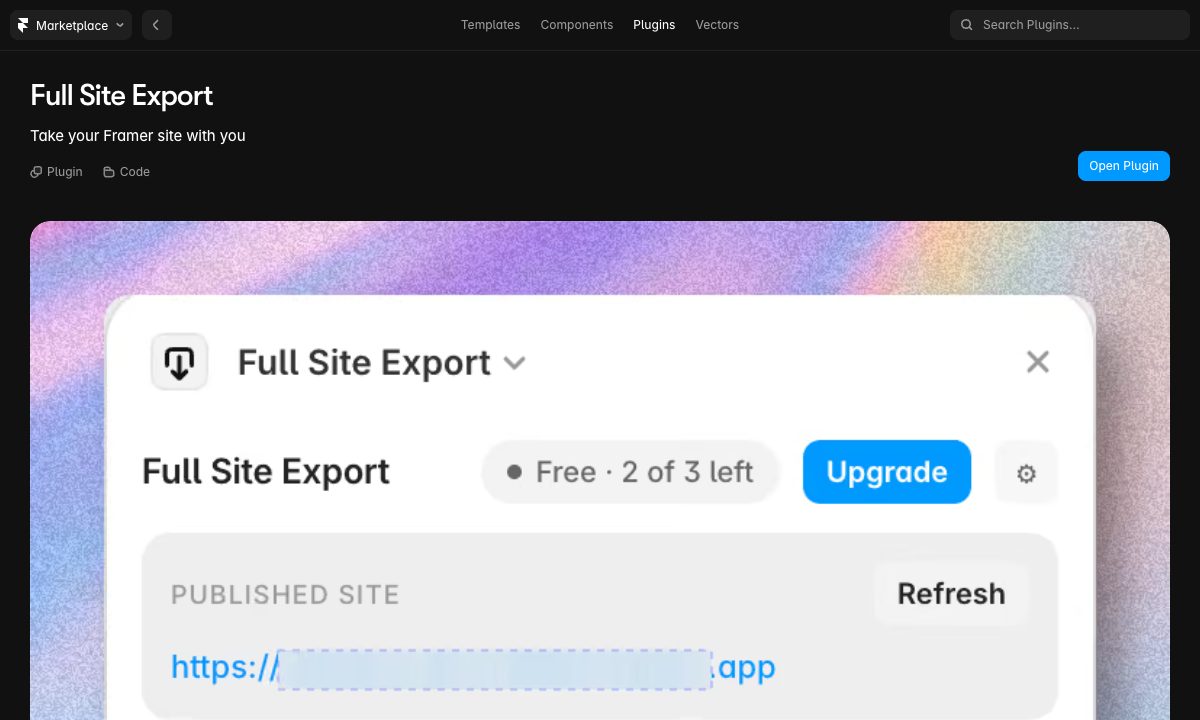 Marketplace
Templates Components Plugins Vectors
Search Plugins...
Full Site Export
Take your Framer site with you
Plugin Code
Open Plugin
Full Site Export
Full Site Export
Free · 2 of 3 left
Upgrade
PUBLISHED SITE
Refresh
https:// .app